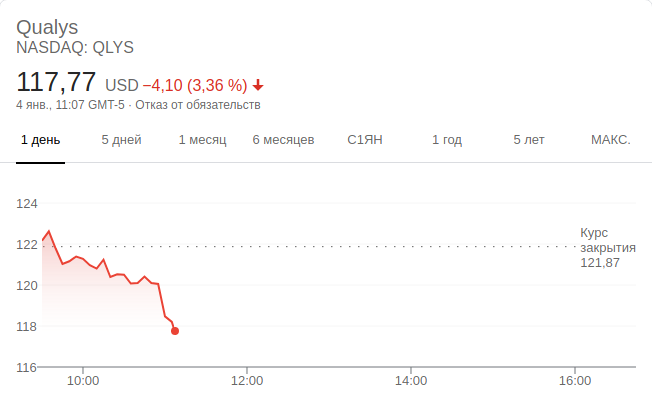 Qualys
NASDAQ: QLYS
117,77 USD −4,10 (3,36 %)
4 янв., 11:07 GMT-5 · Отказ от обязательств
1 день 5 дней 1 месяц 6 месяцев С1ЯН 1 год 5 лет МАКС.
124
122
120
118
116
Курс
закрытия
121,87
10:00 12:00 14:00 16:00